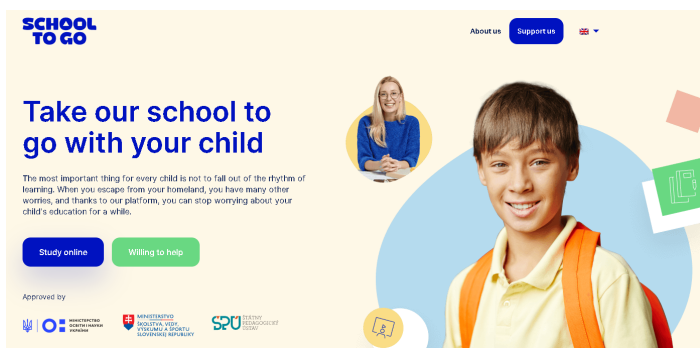 SCHOOL
TO GO
About us
Support us
Take our school to
go with your child
The most important thing for every child is not to fall out of the rhythm of
learning. When you escape from your homeland, you have many other
worries, and thanks to our platform, you can stop worrying about your
child's education for a while.
Study online
Willing to help
Approved by
МІНІСТЕРСТВО
ОСВІТИ І НАУКИ
УКРАЇНИ
MINISTERSTVO
ŠKOLSTVA, VEDY,
VÝSKUMU A ŠPORTU
SLOVENSKEJ REPUBLIKY
ŠPÚ
ŠTÁTNY
PEDAGOGICKÝ
ÚSTAV